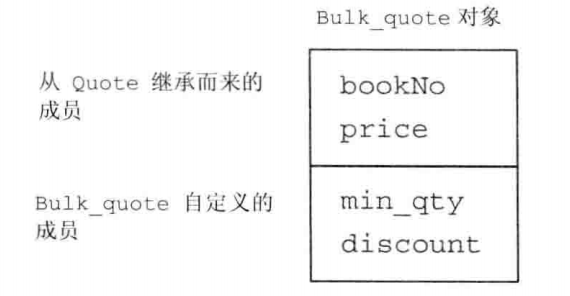 Bulk_quote 对象
从 Quote 继承而来的
成员
bookNo
price
Bulk_quote 自定义的
成员
min_qty
discount